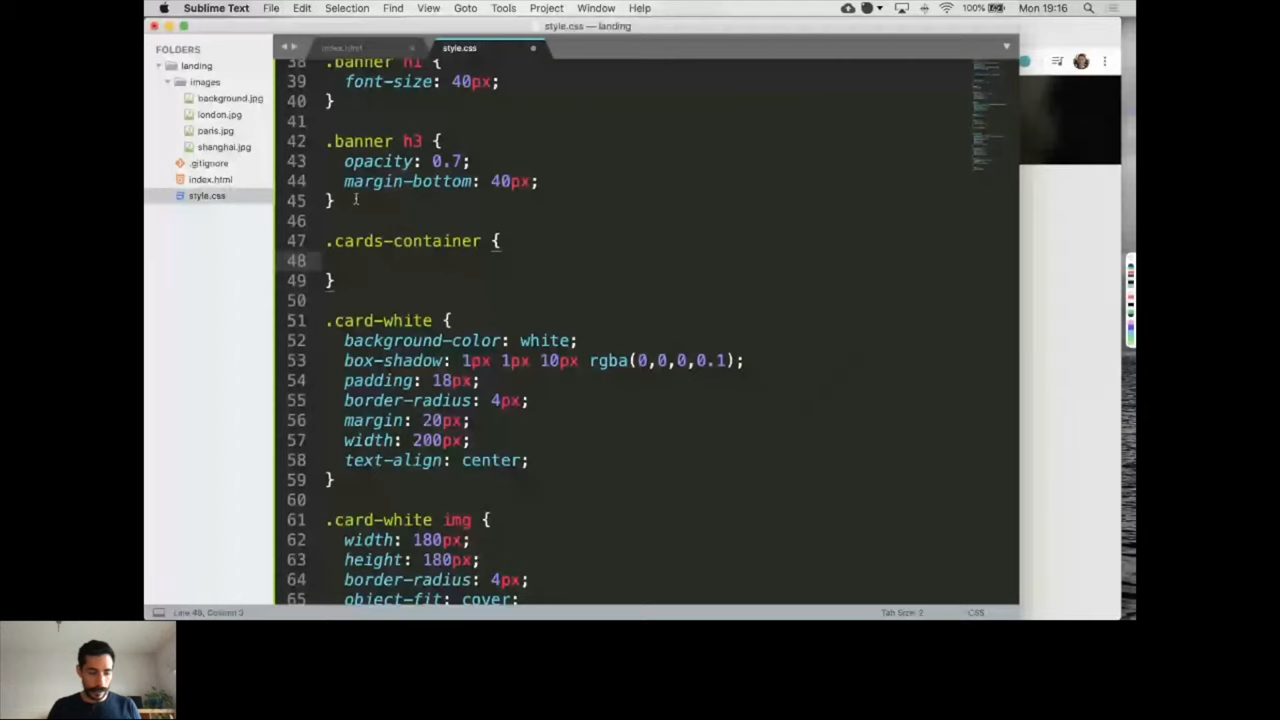 Sublime Text File Edit Selection Find View Goto Tools Project Window Help 100% Mon 19:16
style.css — landing
FOLDERS
landing
images
background.jpg
london.jpg
paris.jpg
shanghai.jpg
.gitignore
index.html
style.css
index.html style.css
38 .banner h1 {
39 font-size: 40px;
40 }
41
42 .banner h3 {
43 opacity: 0.7;
44 margin-bottom: 40px;
45 }
46
47 .cards-container {
48
49 }
50
51 .card-white {
52 background-color: white;
53 box-shadow: 1px 1px 10px rgba(0,0,0,0.1);
54 padding: 18px;
55 border-radius: 4px;
56 margin: 20px;
57 width: 200px;
58 text-align: center;
59 }
60
61 .card-white img {
62 width: 180px;
63 height: 180px;
64 border-radius: 4px;
65 object-fit: cover;
Line 48, Column 3 Tab Size: 2 CSS